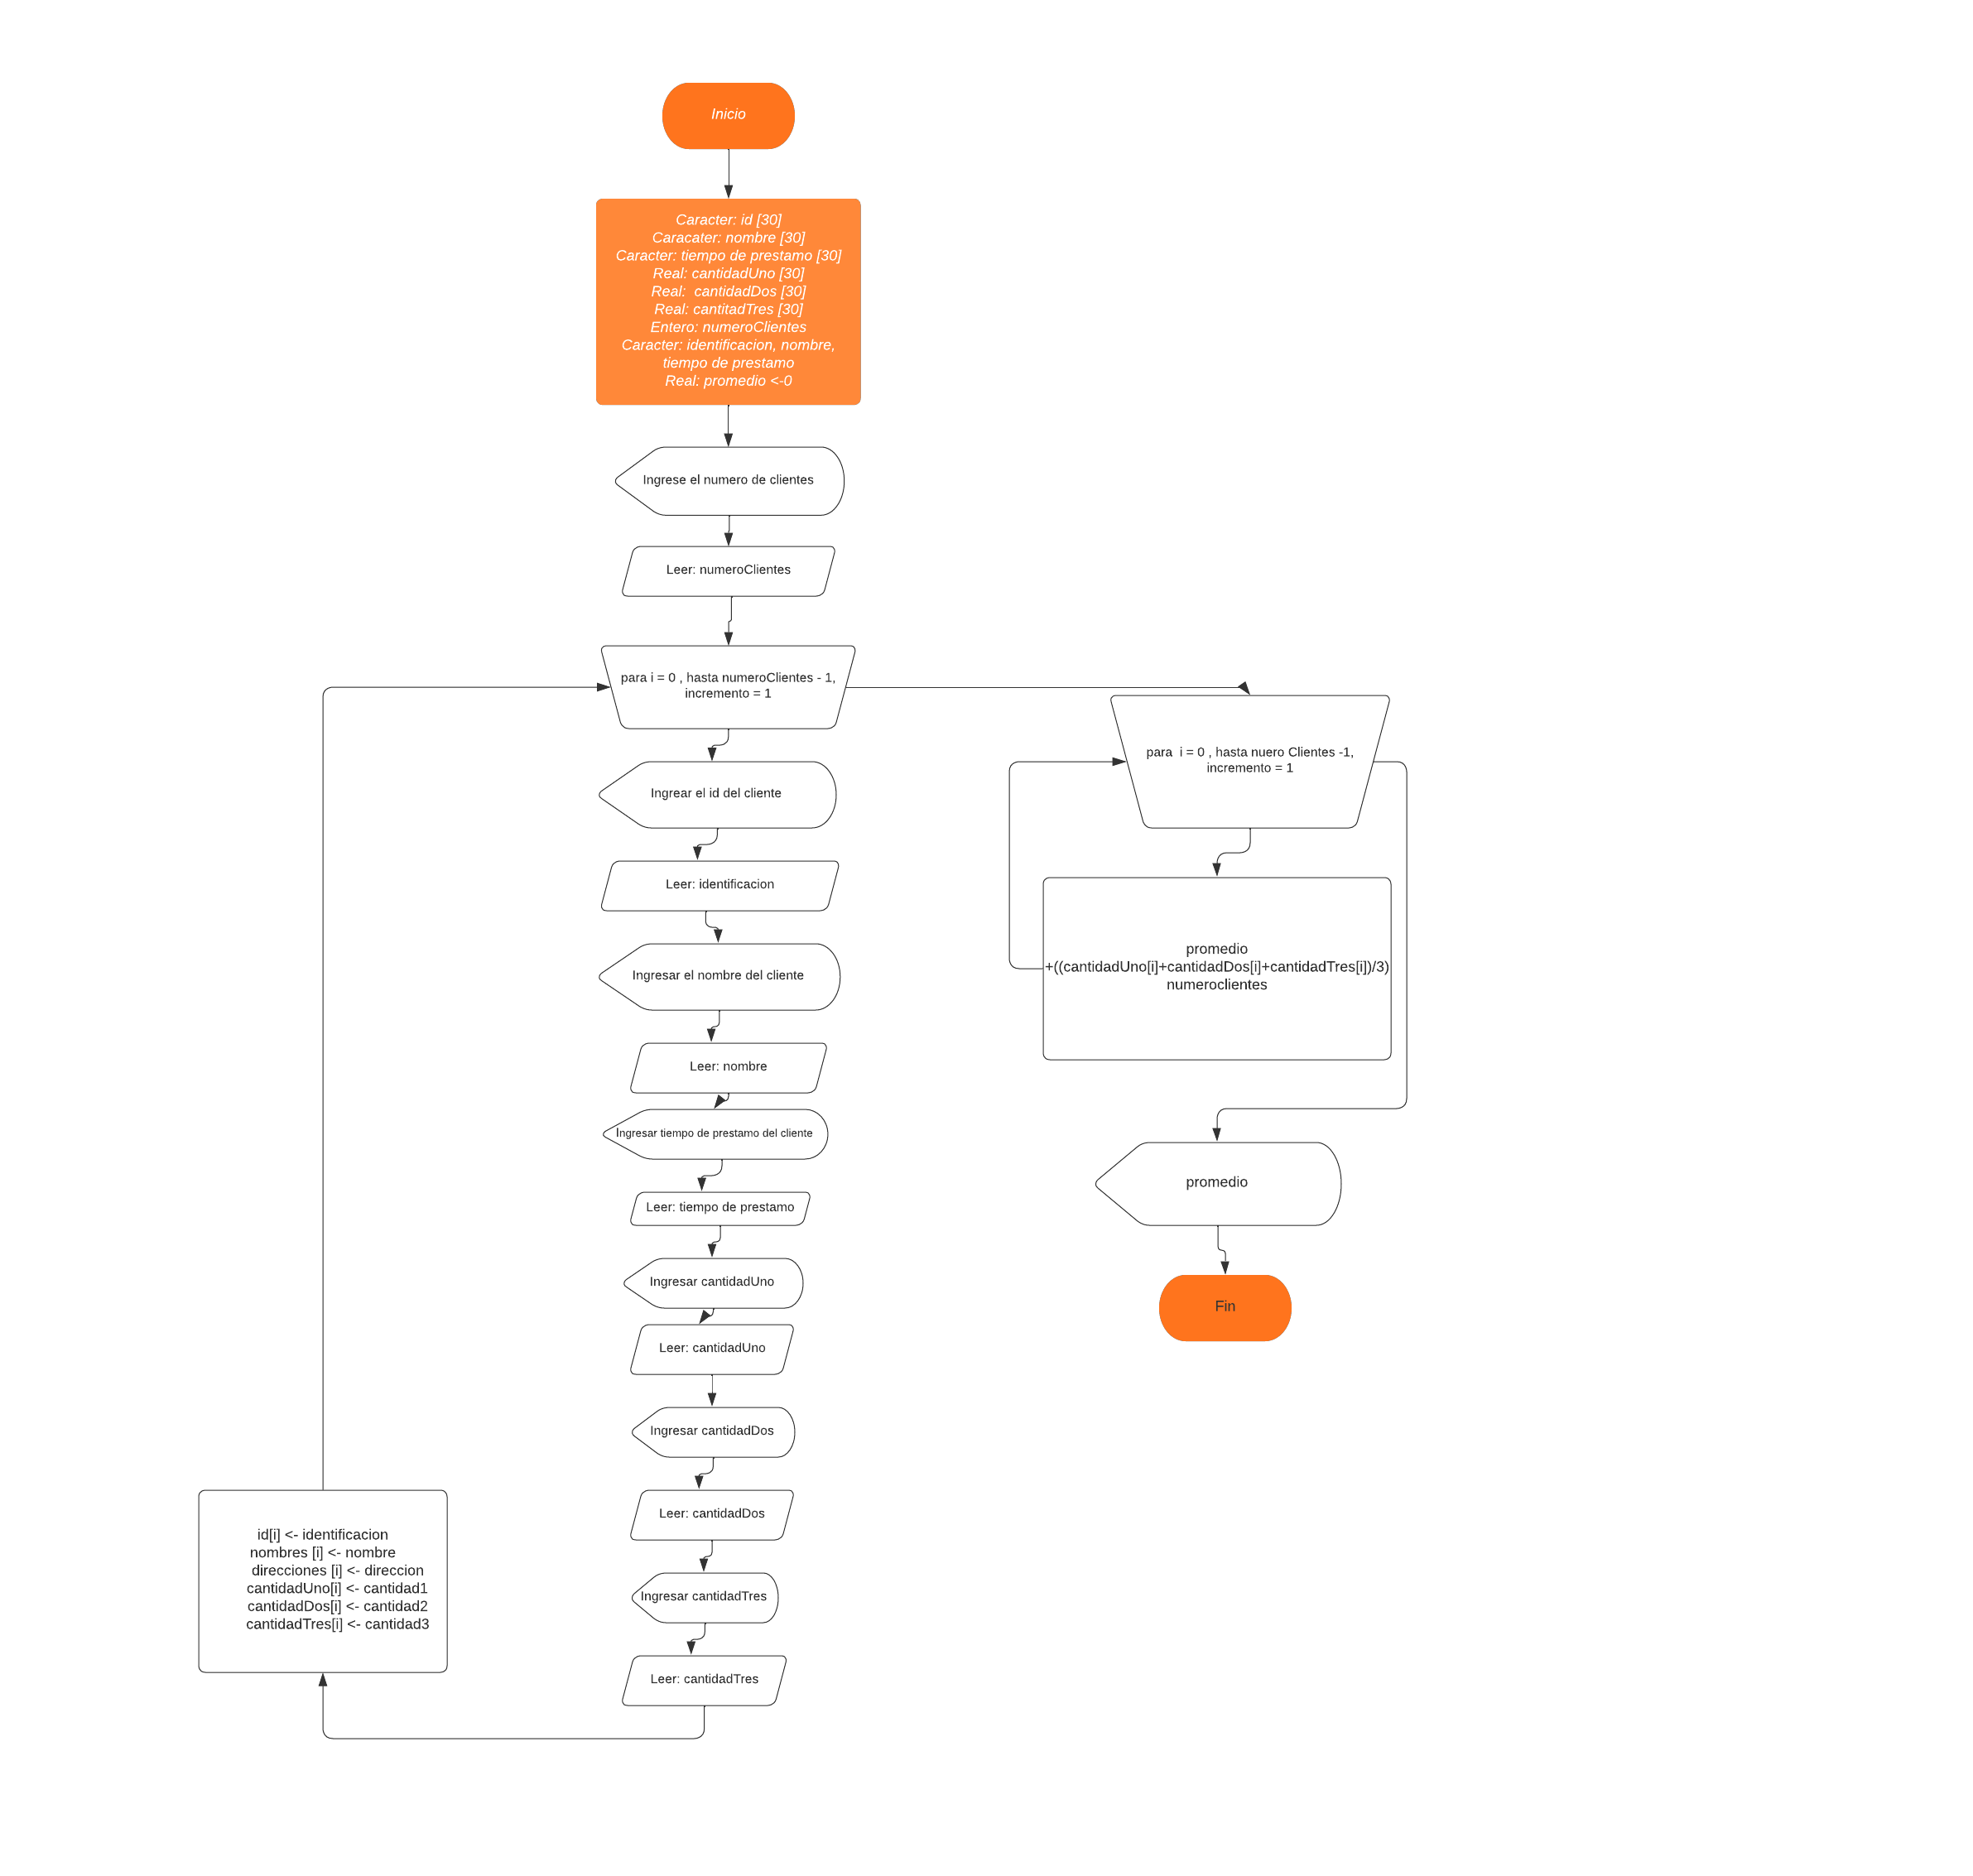 Inicio
Caracter: id [30]
Caracater: nombre [30]
Caracter: tiempo de prestamo [30]
Real: cantidadUno [30]
Real:  cantidadDos [30]
Real: cantitadTres [30]
Entero: numeroClientes
Caracter: identificacion, nombre,
tiempo de prestamo
Real: promedio <-0
Ingrese el numero de clientes
Leer: numeroClientes
para i = 0 , hasta numeroClientes - 1,
incremento = 1
Ingrear el id del cliente
Leer: identificacion
Ingresar el nombre del cliente
Leer: nombre
Ingresar tiempo de prestamo del cliente
Leer: tiempo de prestamo
Ingresar cantidadUno
Leer: cantidadUno
Ingresar cantidadDos
Leer: cantidadDos
Ingresar cantidadTres
Leer: cantidadTres
id[i] <- identificacion
nombres [i] <- nombre
direcciones [i] <- direccion
cantidadUno[i] <- cantidad1
cantidadDos[i] <- cantidad2
cantidadTres[i] <- cantidad3
para  i = 0 , hasta nuero Clientes -1,
incremento = 1
promedio
+((cantidadUno[i]+cantidadDos[i]+cantidadTres[i])/3)
numeroclientes
promedio
Fin